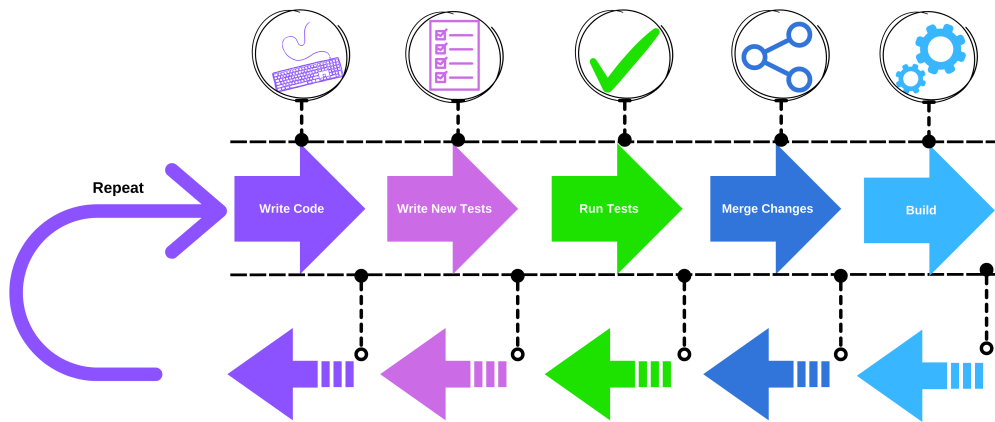 Repeat
Write Code
Write New Tests
Run Tests
Merge Changes
Build